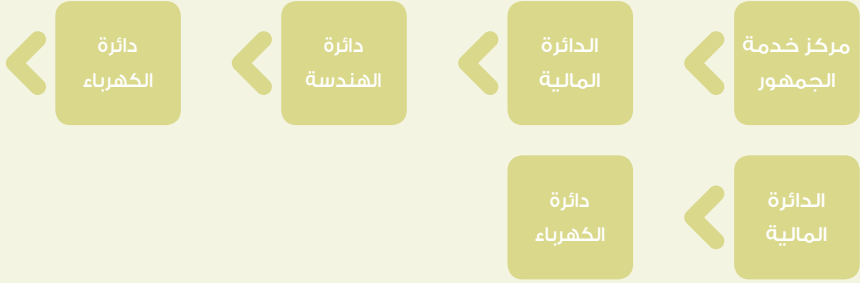 مركز خدمة
الجمهور
الدائرة
المالية
دائرة
الهندسة
دائرة
الكهرباء
الدائرة
المالية
دائرة
الكهرباء